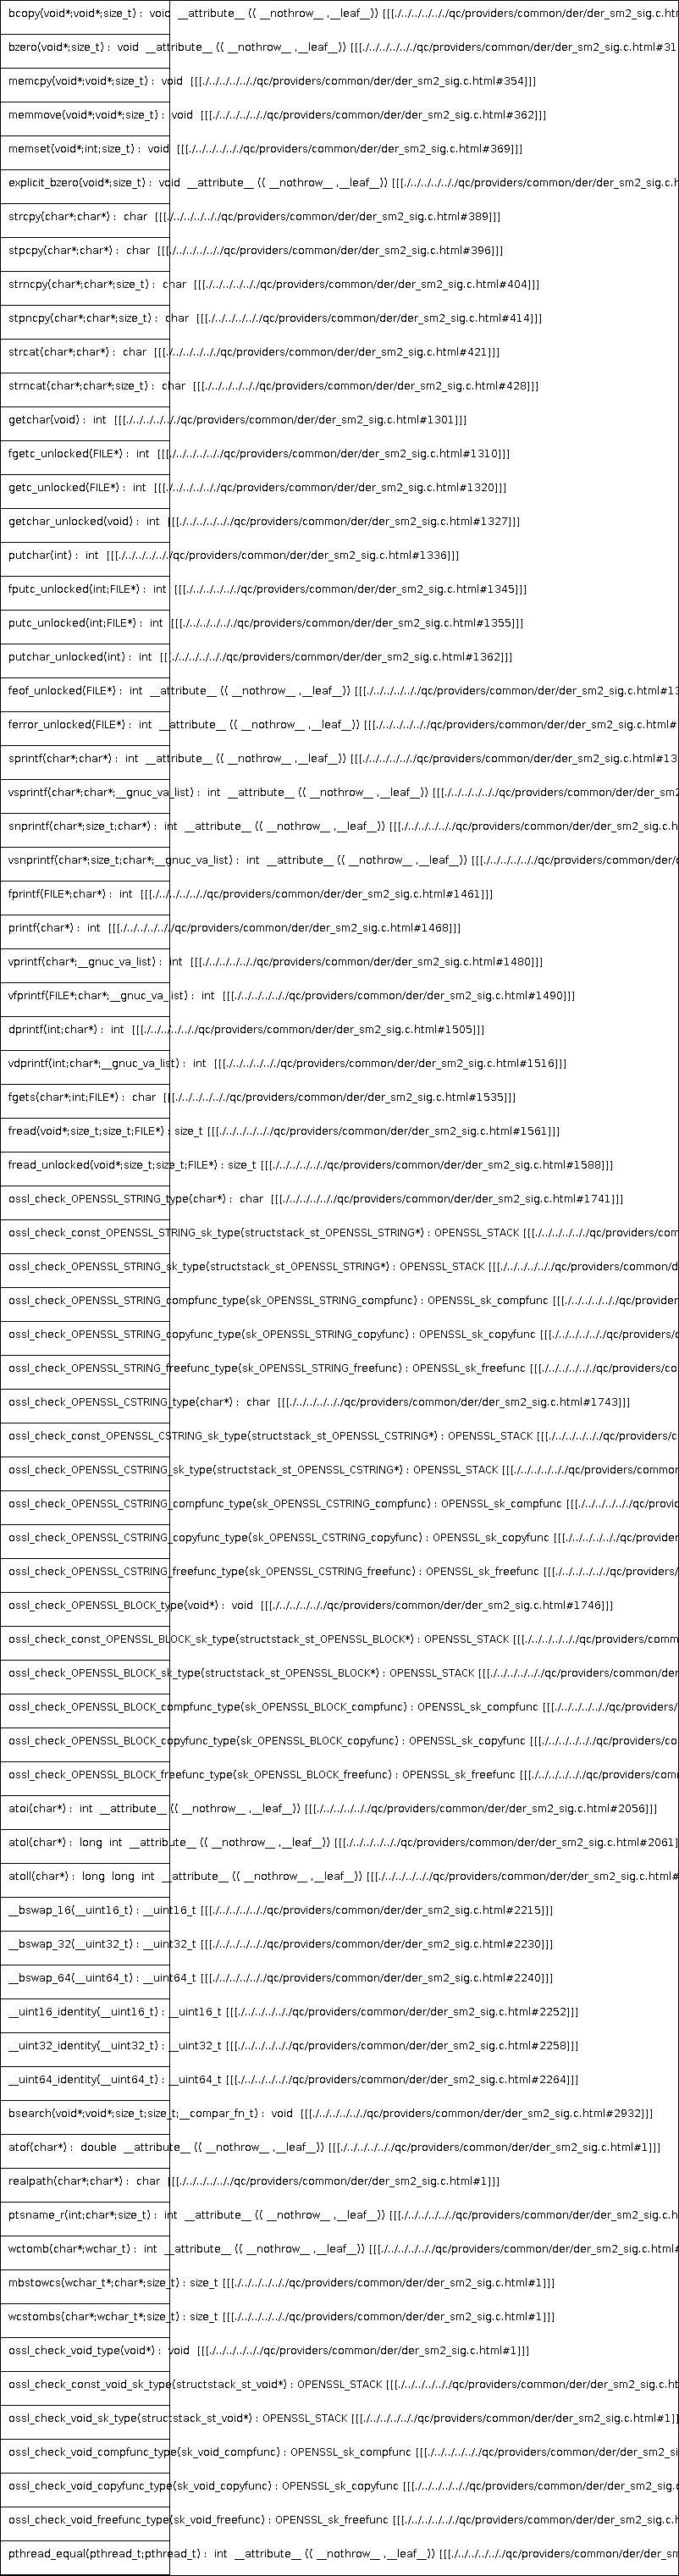 bcopy(void*;void*;size_t) : void __attribute__ (( __nothrow__ ,__leaf__)) [[[./../../../../qc/providers/common/der/der_sm2_sig.c.htm
bzero(void*;size_t) : void __attribute__ (( __nothrow__ ,__leaf__)) [[[./../../../../qc/providers/common/der/der_sm2_sig.c.html#31
memcpy(void*;void*;size_t) : void [[[./../../../../qc/providers/common/der/der_sm2_sig.c.html#354]]]
memmove(void*;void*;size_t) : void [[[./../../../../qc/providers/common/der/der_sm2_sig.c.html#362]]]
memset(void*;int;size_t) : void [[[./../../../../qc/providers/common/der/der_sm2_sig.c.html#369]]]
explicit_bzero(void*;size_t) : void __attribute__ (( __nothrow__ ,__leaf__)) [[[./../../../../qc/providers/common/der/der_sm2_sig.c.h
strcpy(char*;char*) : char [[[./../../../../qc/providers/common/der/der_sm2_sig.c.html#389]]]
stpcpy(char*;char*) : char [[[./../../../../qc/providers/common/der/der_sm2_sig.c.html#396]]]
strncpy(char*;char*;size_t) : char [[[./../../../../qc/providers/common/der/der_sm2_sig.c.html#404]]]
stpncpy(char*;char*;size_t) : char [[[./../../../../qc/providers/common/der/der_sm2_sig.c.html#414]]]
strcat(char*;char*) : char [[[./../../../../qc/providers/common/der/der_sm2_sig.c.html#421]]]
strncat(char*;char*;size_t) : char [[[./../../../../qc/providers/common/der/der_sm2_sig.c.html#428]]]
getchar(void) : int [[[./../../../../qc/providers/common/der/der_sm2_sig.c.html#1301]]]
fgetc_unlocked(FILE*) : int [[[./../../../../qc/providers/common/der/der_sm2_sig.c.html#1310]]]
getc_unlocked(FILE*) : int [[[./../../../../qc/providers/common/der/der_sm2_sig.c.html#1320]]]
getchar_unlocked(void) : int [[[./../../../../qc/providers/common/der/der_sm2_sig.c.html#1327]]]
putchar(int) : int [[[./../../../../qc/providers/common/der/der_sm2_sig.c.html#1336]]]
fputc_unlocked(int;FILE*) : int [[[./../../../../qc/providers/common/der/der_sm2_sig.c.html#1345]]]
putc_unlocked(int;FILE*) : int [[[./../../../../qc/providers/common/der/der_sm2_sig.c.html#1355]]]
putchar_unlocked(int) : int [[[./../../../../qc/providers/common/der/der_sm2_sig.c.html#1362]]]
feof_unlocked(FILE*) : int __attribute__ (( __nothrow__ ,__leaf__)) [[[./../../../../qc/providers/common/der/der_sm2_sig.c.html#13
ferror_unlocked(FILE*) : int __attribute__ (( __nothrow__ ,__leaf__)) [[[./../../../../qc/providers/common/der/der_sm2_sig.c.html#
sprintf(char*;char*) : int __attribute__ (( __nothrow__ ,__leaf__)) [[[./../../../../qc/providers/common/der/der_sm2_sig.c.html#13
vsprintf(char*;char*;__gnuc_va_list) : int __attribute__ (( __nothrow__ ,__leaf__)) [[[./../../../../qc/providers/common/der/der_sm2
snprintf(char*;size_t;char*) : int __attribute__ (( __nothrow__ ,__leaf__)) [[[./../../../../qc/providers/common/der/der_sm2_sig.c.h
vsnprintf(char*;size_t;char*;__gnuc_va_list) : int __attribute__ (( __nothrow__ ,__leaf__)) [[[./../../../../qc/providers/common/der/d
fprintf(FILE*;char*) : int [[[./../../../../qc/providers/common/der/der_sm2_sig.c.html#1461]]]
printf(char*) : int [[[./../../../../qc/providers/common/der/der_sm2_sig.c.html#1468]]]
vprintf(char*;__gnuc_va_list) : int [[[./../../../../qc/providers/common/der/der_sm2_sig.c.html#1480]]]
vfprintf(FILE*;char*;__gnuc_va_list) : int [[[./../../../../qc/providers/common/der/der_sm2_sig.c.html#1490]]]
dprintf(int;char*) : int [[[./../../../../qc/providers/common/der/der_sm2_sig.c.html#1505]]]
vdprintf(int;char*;__gnuc_va_list) : int [[[./../../../../qc/providers/common/der/der_sm2_sig.c.html#1516]]]
fgets(char*;int;FILE*) : char [[[./../../../../qc/providers/common/der/der_sm2_sig.c.html#1535]]]
fread(void*;size_t;size_t;FILE*) : size_t [[[./../../../../qc/providers/common/der/der_sm2_sig.c.html#1561]]]
fread_unlocked(void*;size_t;size_t;FILE*) : size_t [[[./../../../../qc/providers/common/der/der_sm2_sig.c.html#1588]]]
ossl_check_OPENSSL_STRING_type(char*) : char [[[./../../../../qc/providers/common/der/der_sm2_sig.c.html#1741]]]
ossl_check_const_OPENSSL_STRING_sk_type(structstack_st_OPENSSL_STRING*) : OPENSSL_STACK [[[./../../../../qc/providers/com
ossl_check_OPENSSL_STRING_sk_type(structstack_st_OPENSSL_STRING*) : OPENSSL_STACK [[[./../../../../qc/providers/common/d
ossl_check_OPENSSL_STRING_compfunc_type(sk_OPENSSL_STRING_compfunc) : OPENSSL_sk_compfunc [[[./../../../../qc/provider
ossl_check_OPENSSL_STRING_copyfunc_type(sk_OPENSSL_STRING_copyfunc) : OPENSSL_sk_copyfunc [[[./../../../../qc/providers/c
ossl_check_OPENSSL_STRING_freefunc_type(sk_OPENSSL_STRING_freefunc) : OPENSSL_sk_freefunc [[[./../../../../qc/providers/co
ossl_check_OPENSSL_CSTRING_type(char*) : char [[[./../../../../qc/providers/common/der/der_sm2_sig.c.html#1743]]]
ossl_check_const_OPENSSL_CSTRING_sk_type(structstack_st_OPENSSL_CSTRING*) : OPENSSL_STACK [[[./../../../../qc/providers/c
ossl_check_OPENSSL_CSTRING_sk_type(structstack_st_OPENSSL_CSTRING*) : OPENSSL_STACK [[[./../../../../qc/providers/common
ossl_check_OPENSSL_CSTRING_compfunc_type(sk_OPENSSL_CSTRING_compfunc) : OPENSSL_sk_compfunc [[[./../../../../qc/provid
ossl_check_OPENSSL_CSTRING_copyfunc_type(sk_OPENSSL_CSTRING_copyfunc) : OPENSSL_sk_copyfunc [[[./../../../../qc/provider
ossl_check_OPENSSL_CSTRING_freefunc_type(sk_OPENSSL_CSTRING_freefunc) : OPENSSL_sk_freefunc [[[./../../../../qc/providers/
ossl_check_OPENSSL_BLOCK_type(void*) : void [[[./../../../../qc/providers/common/der/der_sm2_sig.c.html#1746]]]
ossl_check_const_OPENSSL_BLOCK_sk_type(structstack_st_OPENSSL_BLOCK*) : OPENSSL_STACK [[[./../../../../qc/providers/comm
ossl_check_OPENSSL_BLOCK_sk_type(structstack_st_OPENSSL_BLOCK*) : OPENSSL_STACK [[[./../../../../qc/providers/common/der
ossl_check_OPENSSL_BLOCK_compfunc_type(sk_OPENSSL_BLOCK_compfunc) : OPENSSL_sk_compfunc [[[./../../../../qc/providers/
ossl_check_OPENSSL_BLOCK_copyfunc_type(sk_OPENSSL_BLOCK_copyfunc) : OPENSSL_sk_copyfunc [[[./../../../../qc/providers/co
ossl_check_OPENSSL_BLOCK_freefunc_type(sk_OPENSSL_BLOCK_freefunc) : OPENSSL_sk_freefunc [[[./../../../../qc/providers/com
atoi(char*) : int __attribute__ (( __nothrow__ ,__leaf__)) [[[./../../../../qc/providers/common/der/der_sm2_sig.c.html#2056]]]
atol(char*) : long int __attribute__ (( __nothrow__ ,__leaf__)) [[[./../../../../qc/providers/common/der/der_sm2_sig.c.html#2061]
atoll(char*) : long long int __attribute__ (( __nothrow__ ,__leaf__)) [[[./../../../../qc/providers/common/der/der_sm2_sig.c.html#
__bswap_16(__uint16_t) : __uint16_t [[[./../../../../qc/providers/common/der/der_sm2_sig.c.html#2215]]]
__bswap_32(__uint32_t) : __uint32_t [[[./../../../../qc/providers/common/der/der_sm2_sig.c.html#2230]]]
__bswap_64(__uint64_t) : __uint64_t [[[./../../../../qc/providers/common/der/der_sm2_sig.c.html#2240]]]
__uint16_identity(__uint16_t) : __uint16_t [[[./../../../../qc/providers/common/der/der_sm2_sig.c.html#2252]]]
__uint32_identity(__uint32_t) : __uint32_t [[[./../../../../qc/providers/common/der/der_sm2_sig.c.html#2258]]]
__uint64_identity(__uint64_t) : __uint64_t [[[./../../../../qc/providers/common/der/der_sm2_sig.c.html#2264]]]
bsearch(void*;void*;size_t;size_t;__compar_fn_t) : void [[[./../../../../qc/providers/common/der/der_sm2_sig.c.html#2932]]]
atof(char*) : double __attribute__ (( __nothrow__ ,__leaf__)) [[[./../../../../qc/providers/common/der/der_sm2_sig.c.html#1]]]
realpath(char*;char*) : char [[[./../../../../qc/providers/common/der/der_sm2_sig.c.html#1]]]
ptsname_r(int;char*;size_t) : int __attribute__ (( __nothrow__ ,__leaf__)) [[[./../../../../qc/providers/common/der/der_sm2_sig.c.h
wctomb(char*;wchar_t) : int __attribute__ (( __nothrow__ ,__leaf__)) [[[./../../../../qc/providers/common/der/der_sm2_sig.c.html#
mbstowcs(wchar_t*;char*;size_t) : size_t [[[./../../../../qc/providers/common/der/der_sm2_sig.c.html#1]]]
wcstombs(char*;wchar_t*;size_t) : size_t [[[./../../../../qc/providers/common/der/der_sm2_sig.c.html#1]]]
ossl_check_void_type(void*) : void [[[./../../../../qc/providers/common/der/der_sm2_sig.c.html#1]]]
ossl_check_const_void_sk_type(structstack_st_void*) : OPENSSL_STACK [[[./../../../../qc/providers/common/der/der_sm2_sig.c.ht
ossl_check_void_sk_type(structstack_st_void*) : OPENSSL_STACK [[[./../../../../qc/providers/common/der/der_sm2_sig.c.html#1]]
ossl_check_void_compfunc_type(sk_void_compfunc) : OPENSSL_sk_compfunc [[[./../../../../qc/providers/common/der/der_sm2_si
ossl_check_void_copyfunc_type(sk_void_copyfunc) : OPENSSL_sk_copyfunc [[[./../../../../qc/providers/common/der/der_sm2_sig.c
ossl_check_void_freefunc_type(sk_void_freefunc) : OPENSSL_sk_freefunc [[[./../../../../qc/providers/common/der/der_sm2_sig.c.h
pthread_equal(pthread_t;pthread_t) : int __attribute__ (( __nothrow__ ,__leaf__)) [[[./../../../../qc/providers/common/der/der_sm